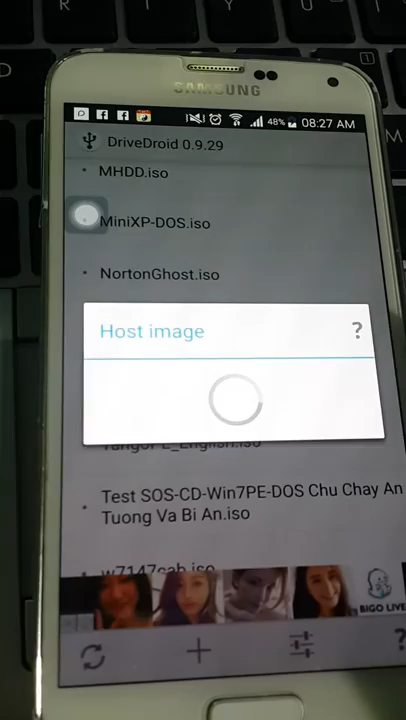 SAMSUNG
48% 08:27 AM
DriveDroid 0.9.29
MHDD.iso
MiniXP-DOS.iso
NortonGhost.iso
Host image
?
Test SOS-CD-Win7PE-DOS Chu Chay An
Tuong Va Bi An.iso
w7147cab.iso
BIGO LIVE
?